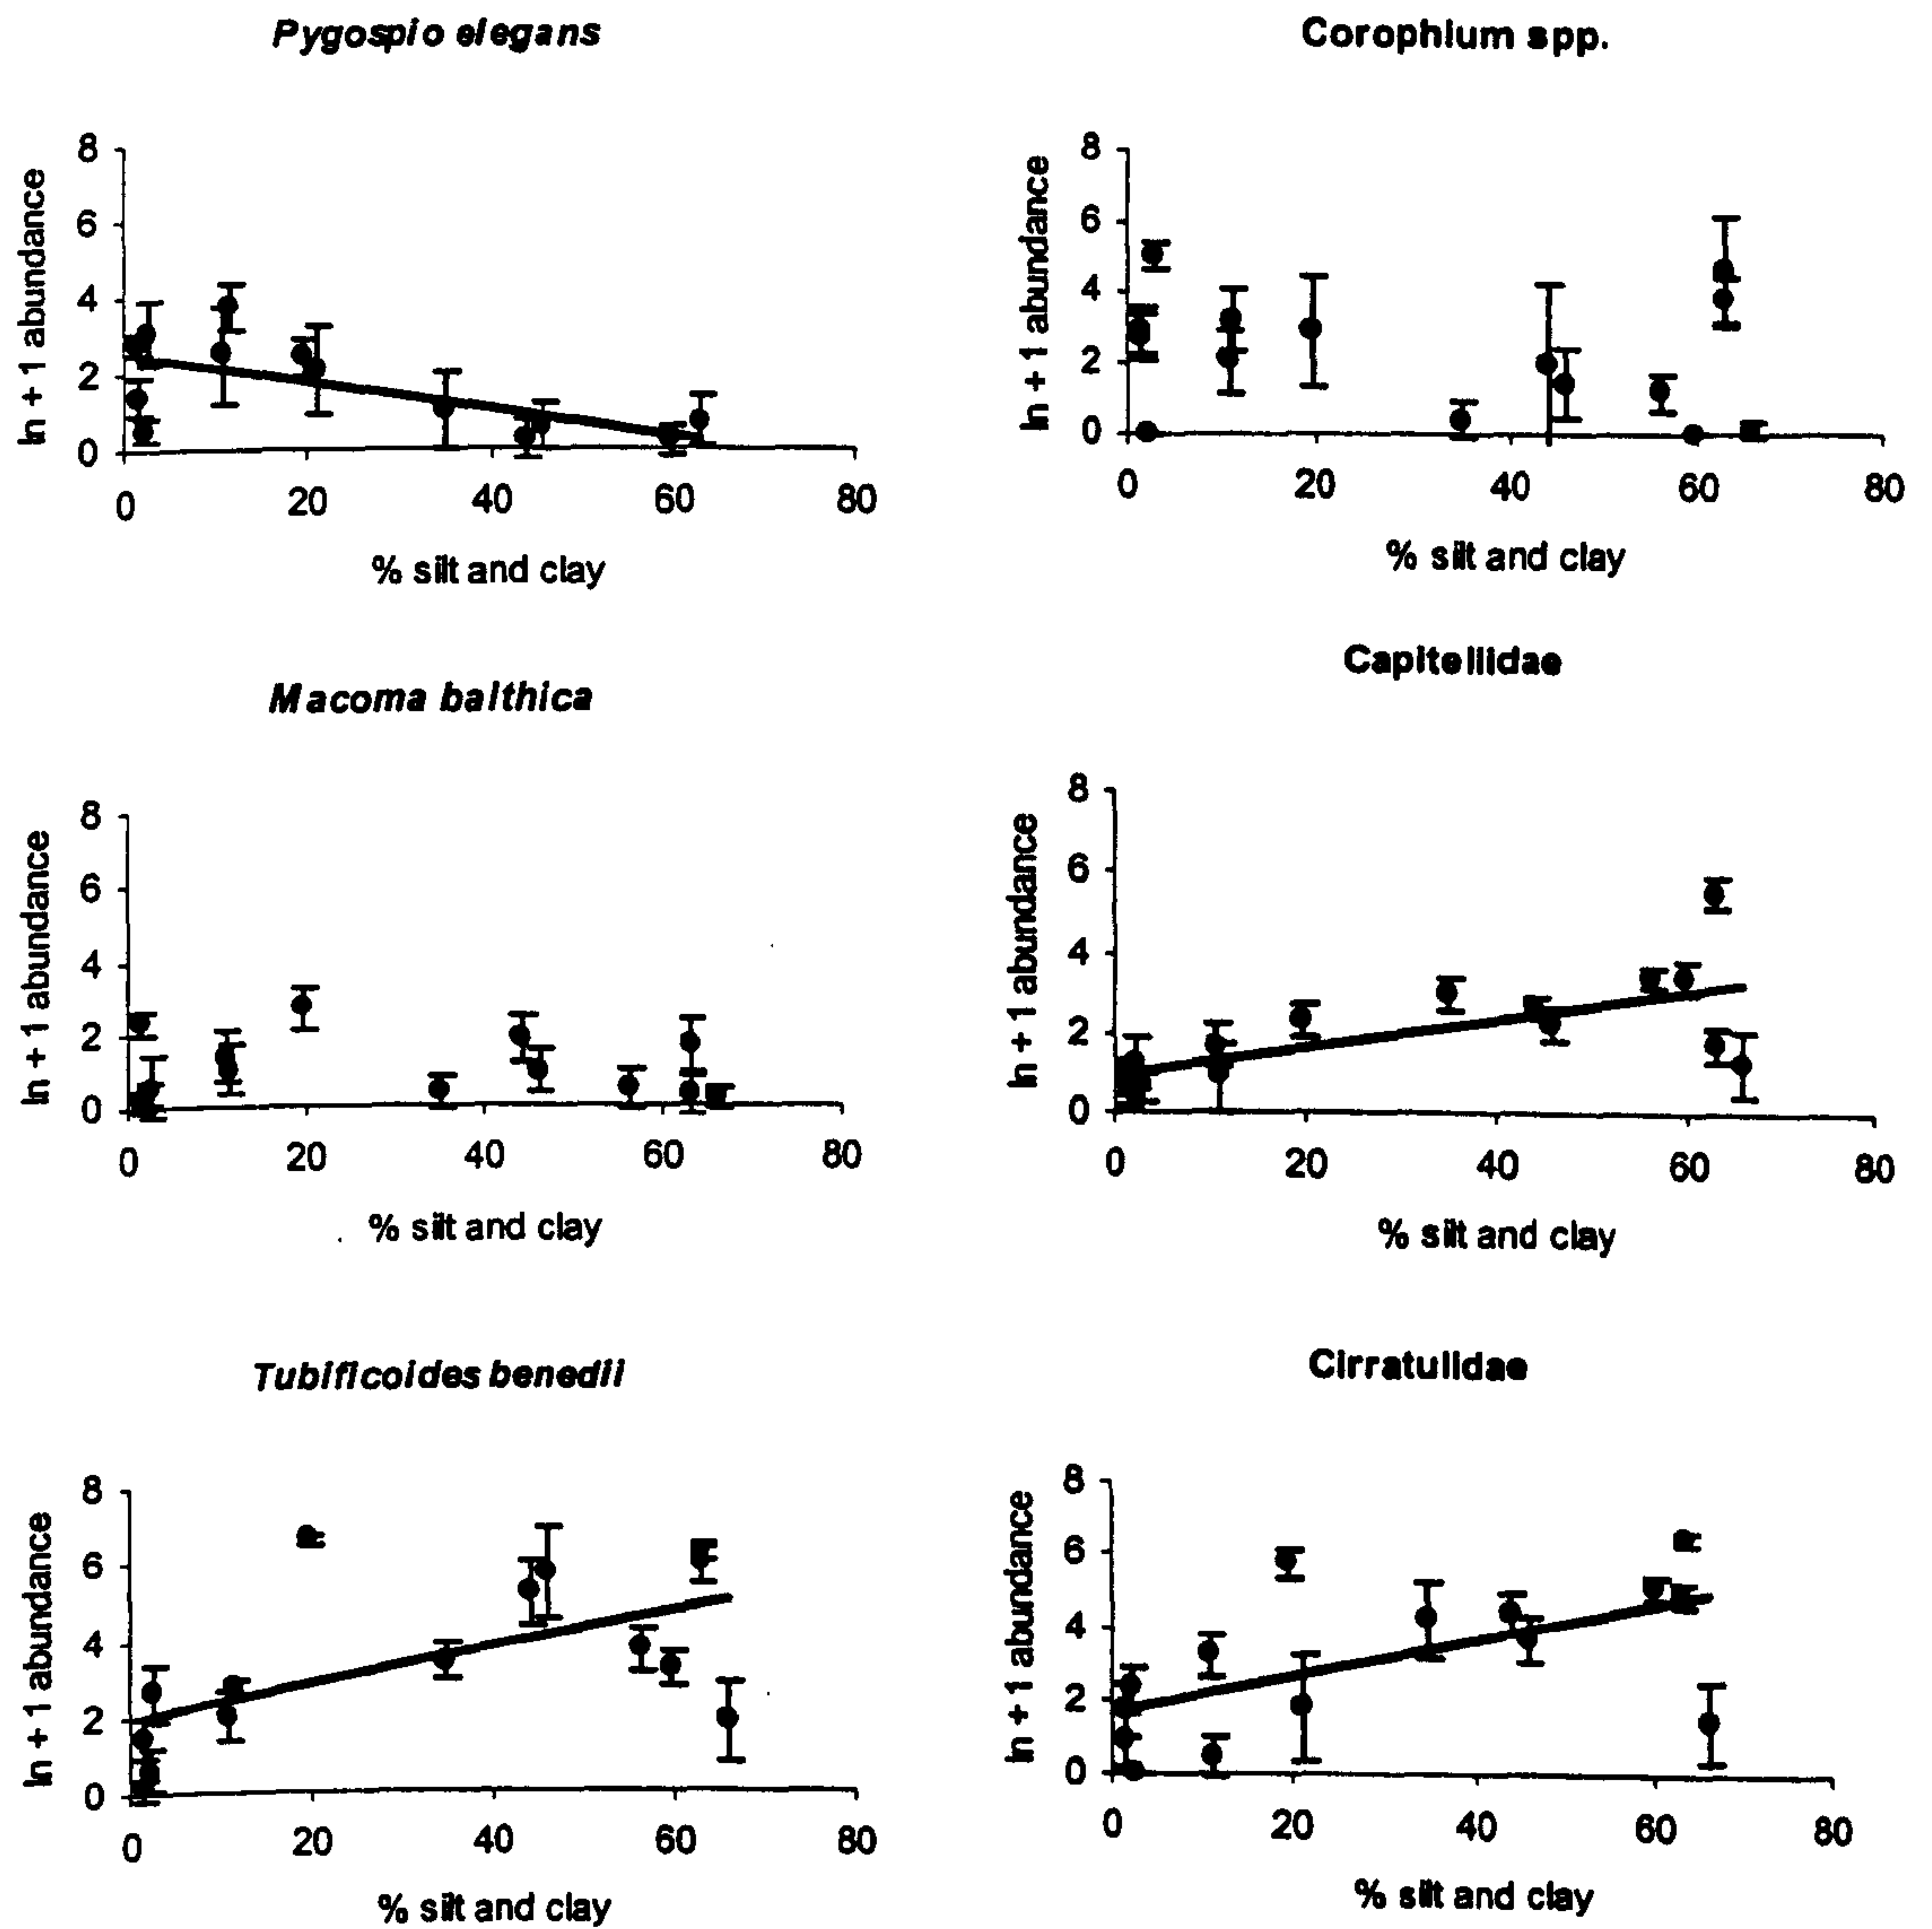 Pygospio elegans
ln + 1 abundance
8
6
4
2
0
0 20 40 60 80
% silt and clay
Corophium spp.
ln + 1 abundance
8
6
4
2
0
0 20 40 60 80
% silt and clay
Macoma balthica
ln + 1 abundance
8
6
4
2
0
0 20 40 60 80
% silt and clay
Capitellidae
ln + 1 abundance
8
6
4
2
0
0 20 40 60 80
% silt and clay
Tubificoides benedii
ln + 1 abundance
8
6
4
2
0
0 20 40 60 80
% silt and clay
Cirratulidae
ln + 1 abundance
8
6
4
2
0
0 20 40 60 80
% silt and clay